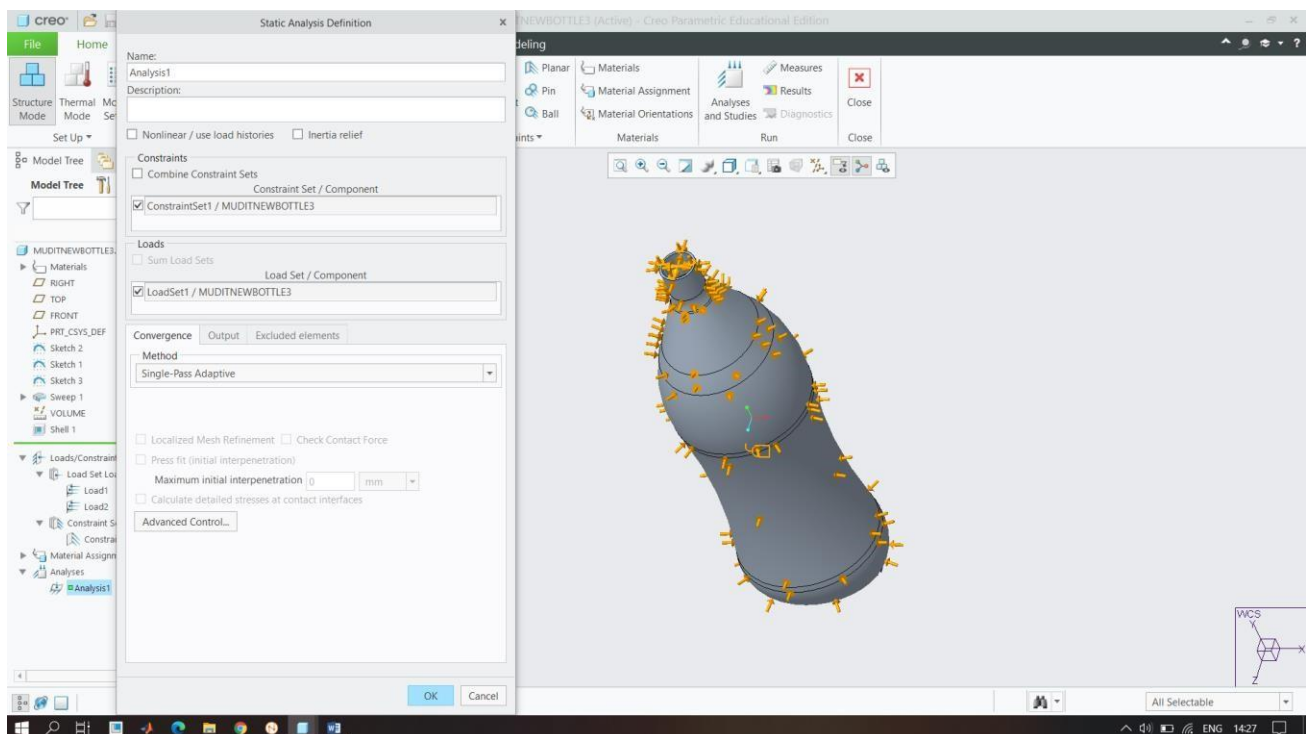 creo®
Static Analysis Definition
NEWBOTTLE3 (Active) - Creo Parametric Educational Edition
File
Home
deling
Name:
Analysis1
Description:
Nonlinear / use load histories
Inertia relief
Structure Mode
Thermal Mode
Set Up
Planar
Pin
Ball
Materials
Material Assignment
Material Orientations
Materials
Analyses and Studies
Measures
Results
Diagnostics
Run
Close
Close
Model Tree
Model Tree
Constraints
Combine Constraint Sets
Constraint Set / Component
ConstraintSet1 / MUDITNEWBOTTLE3
Loads
Sum Load Sets
Load Set / Component
LoadSet1 / MUDITNEWBOTTLE3
Convergence
Output
Excluded elements
Method
Single-Pass Adaptive
Localized Mesh Refinement
Check Contact Force
Press fit (initial interpenetration)
Maximum initial interpenetration
0
mm
Calculate detailed stresses at contact interfaces
Advanced Control...
OK
Cancel
MUDITNEWBOTTLE3.
Materials
RIGHT
TOP
FRONT
PRT_CSYS_DEF
Sketch 2
Sketch 1
Sketch 3
Sweep 1
VOLUME
Shell 1
Loads/Constraint
Load Set Loa
Load1
Load2
Constraint S
Constrai
Material Assignn
Analyses
Analysis1
WCS
Y
X
Z
All Selectable
ENG
14:27